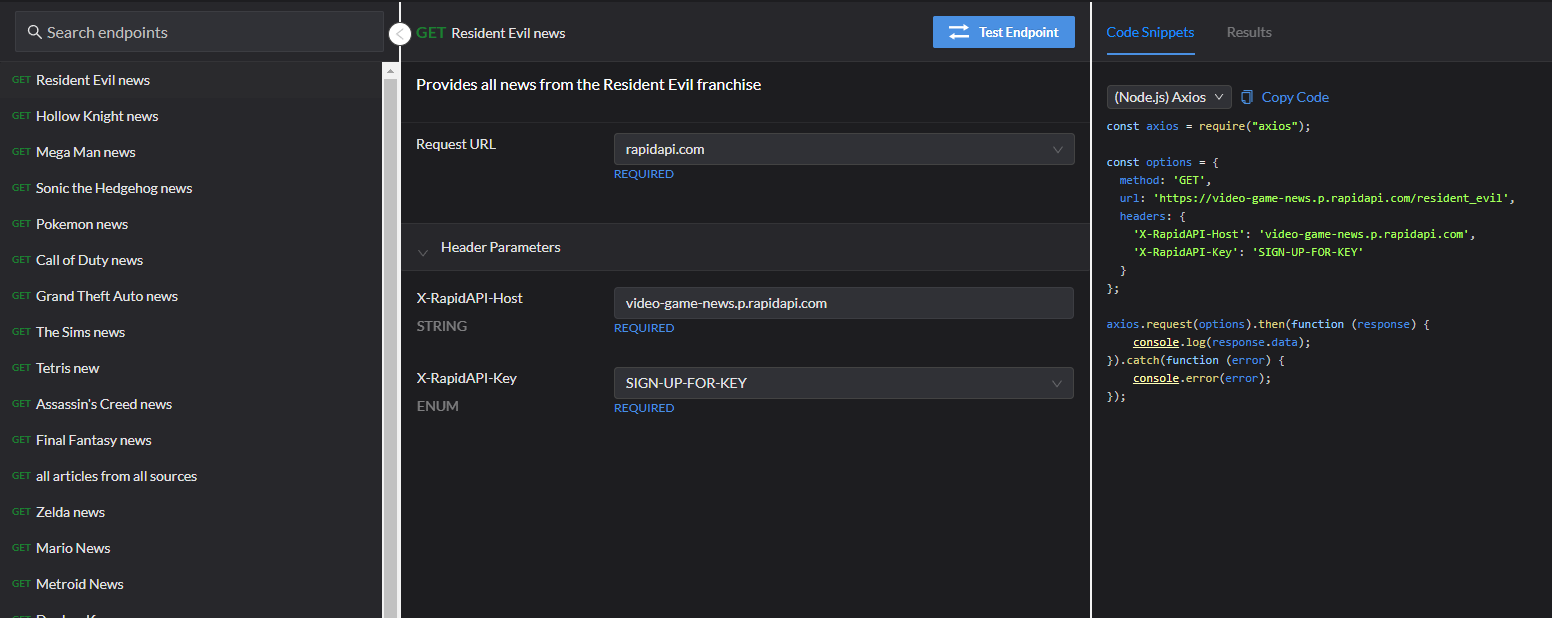 Search endpoints
GET Resident Evil news
GET Hollow Knight news
GET Mega Man news
GET Sonic the Hedgehog news
GET Pokemon news
GET Call of Duty news
GET Grand Theft Auto news
GET The Sims news
GET Tetris new
GET Assassin's Creed news
GET Final Fantasy news
GET all articles from all sources
GET Zelda news
GET Mario News
GET Metroid News
GET Resident Evil news
Test Endpoint
Provides all news from the Resident Evil franchise
Request URL
rapidapi.com
REQUIRED
Header Parameters
X-RapidAPI-Host
video-game-news.p.rapidapi.com
STRING
REQUIRED
X-RapidAPI-Key
SIGN-UP-FOR-KEY
ENUM
REQUIRED
Code Snippets
Results
(Node.js) Axios
Copy Code
const axios = require("axios");
const options = {
method: 'GET',
url: 'https://video-game-news.p.rapidapi.com/resident_evil',
headers: {
'X-RapidAPI-Host': 'video-game-news.p.rapidapi.com',
'X-RapidAPI-Key': 'SIGN-UP-FOR-KEY'
}
};
axios.request(options).then(function (response) {
console.log(response.data);
}).catch(function (error) {
console.error(error);
});